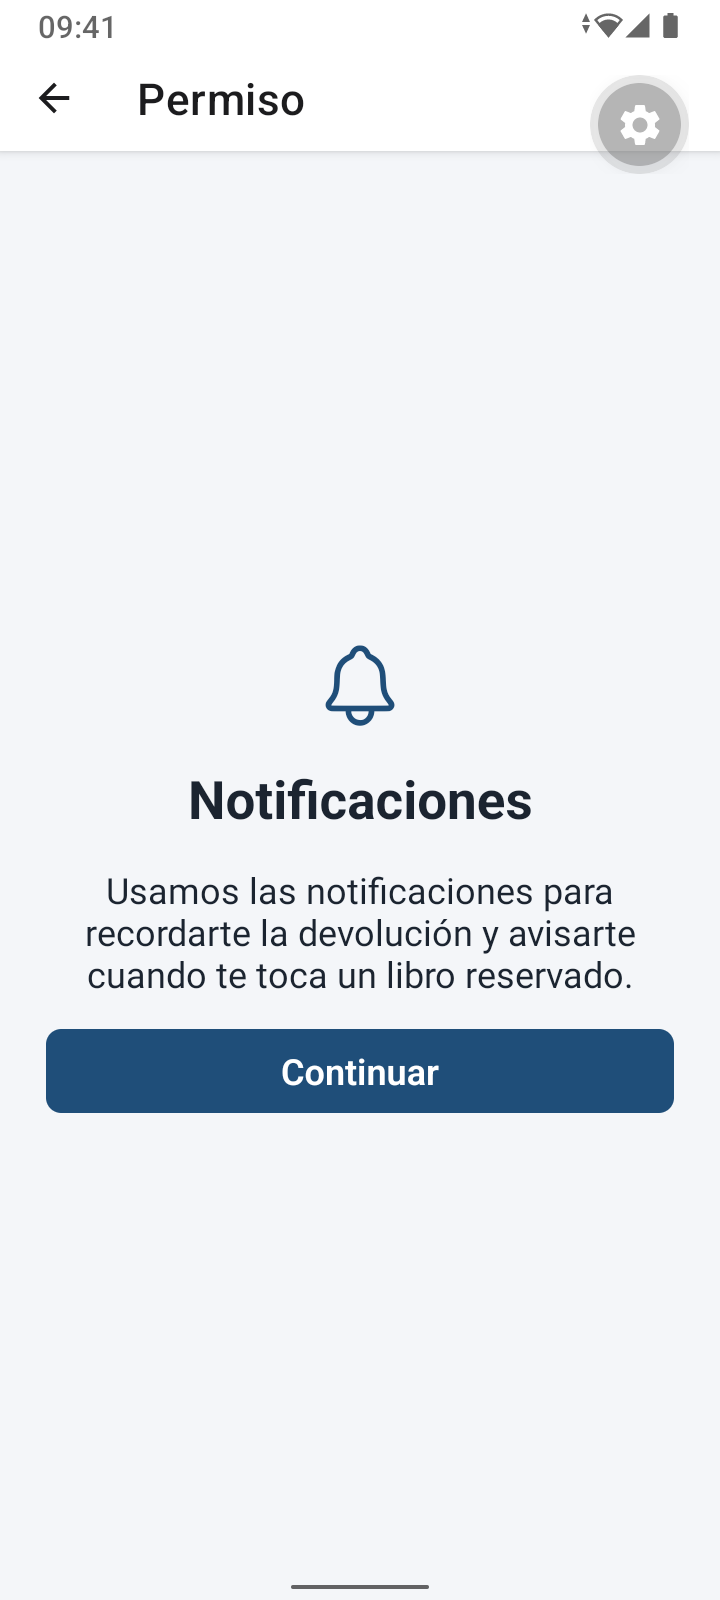 09:41
Permiso
Notificaciones
Usamos las notificaciones para
recordarte la devolución y avisarte
cuando te toca un libro reservado.
Continuar